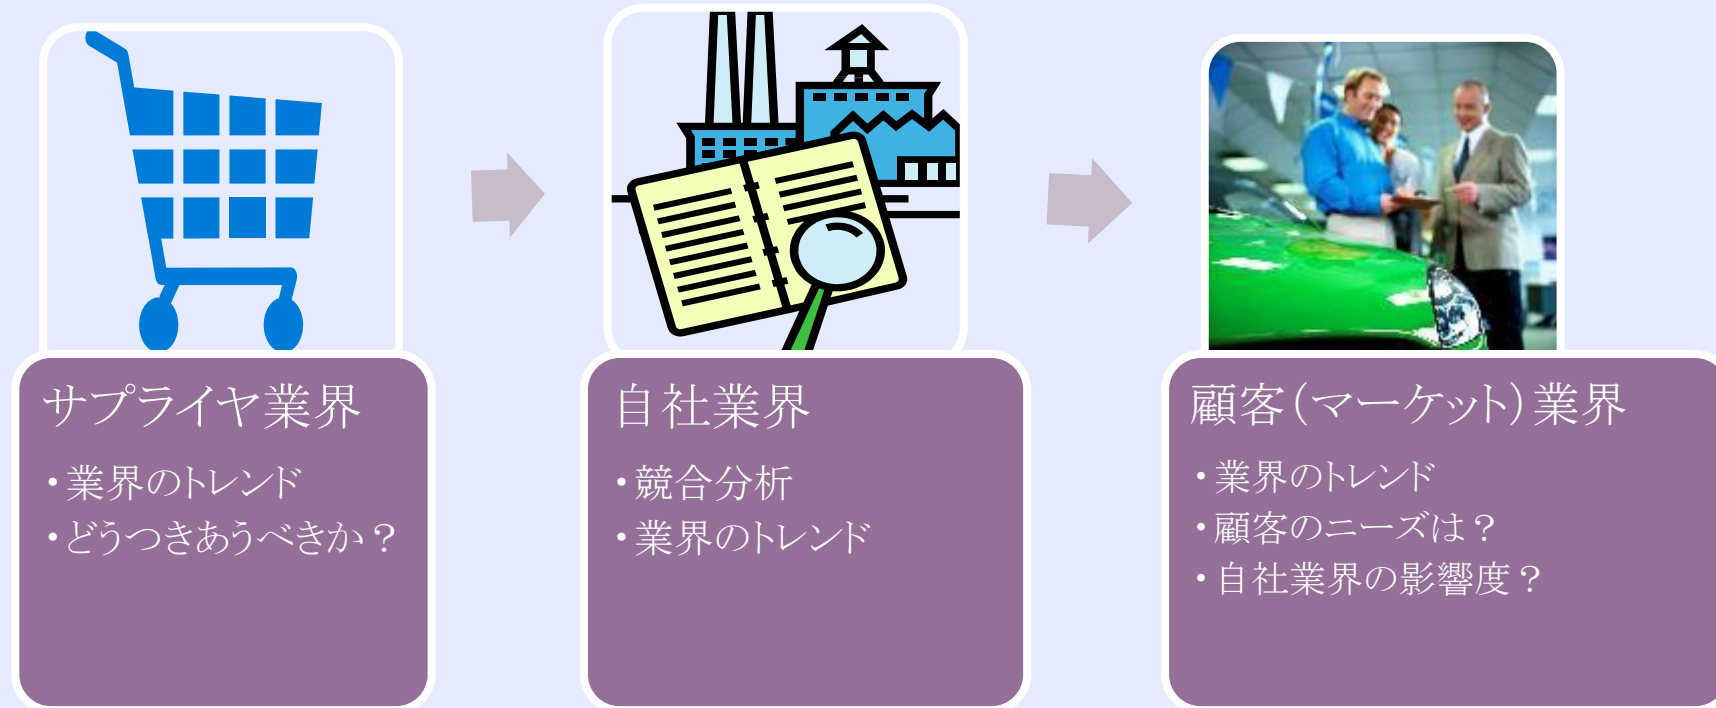 サプライヤ業界
・業界のトレンド
・どうつきあうべきか？
自社業界
・競合分析
・業界のトレンド
顧客（マーケット）業界
・業界のトレンド
・顧客のニーズは？
・自社業界の影響度？